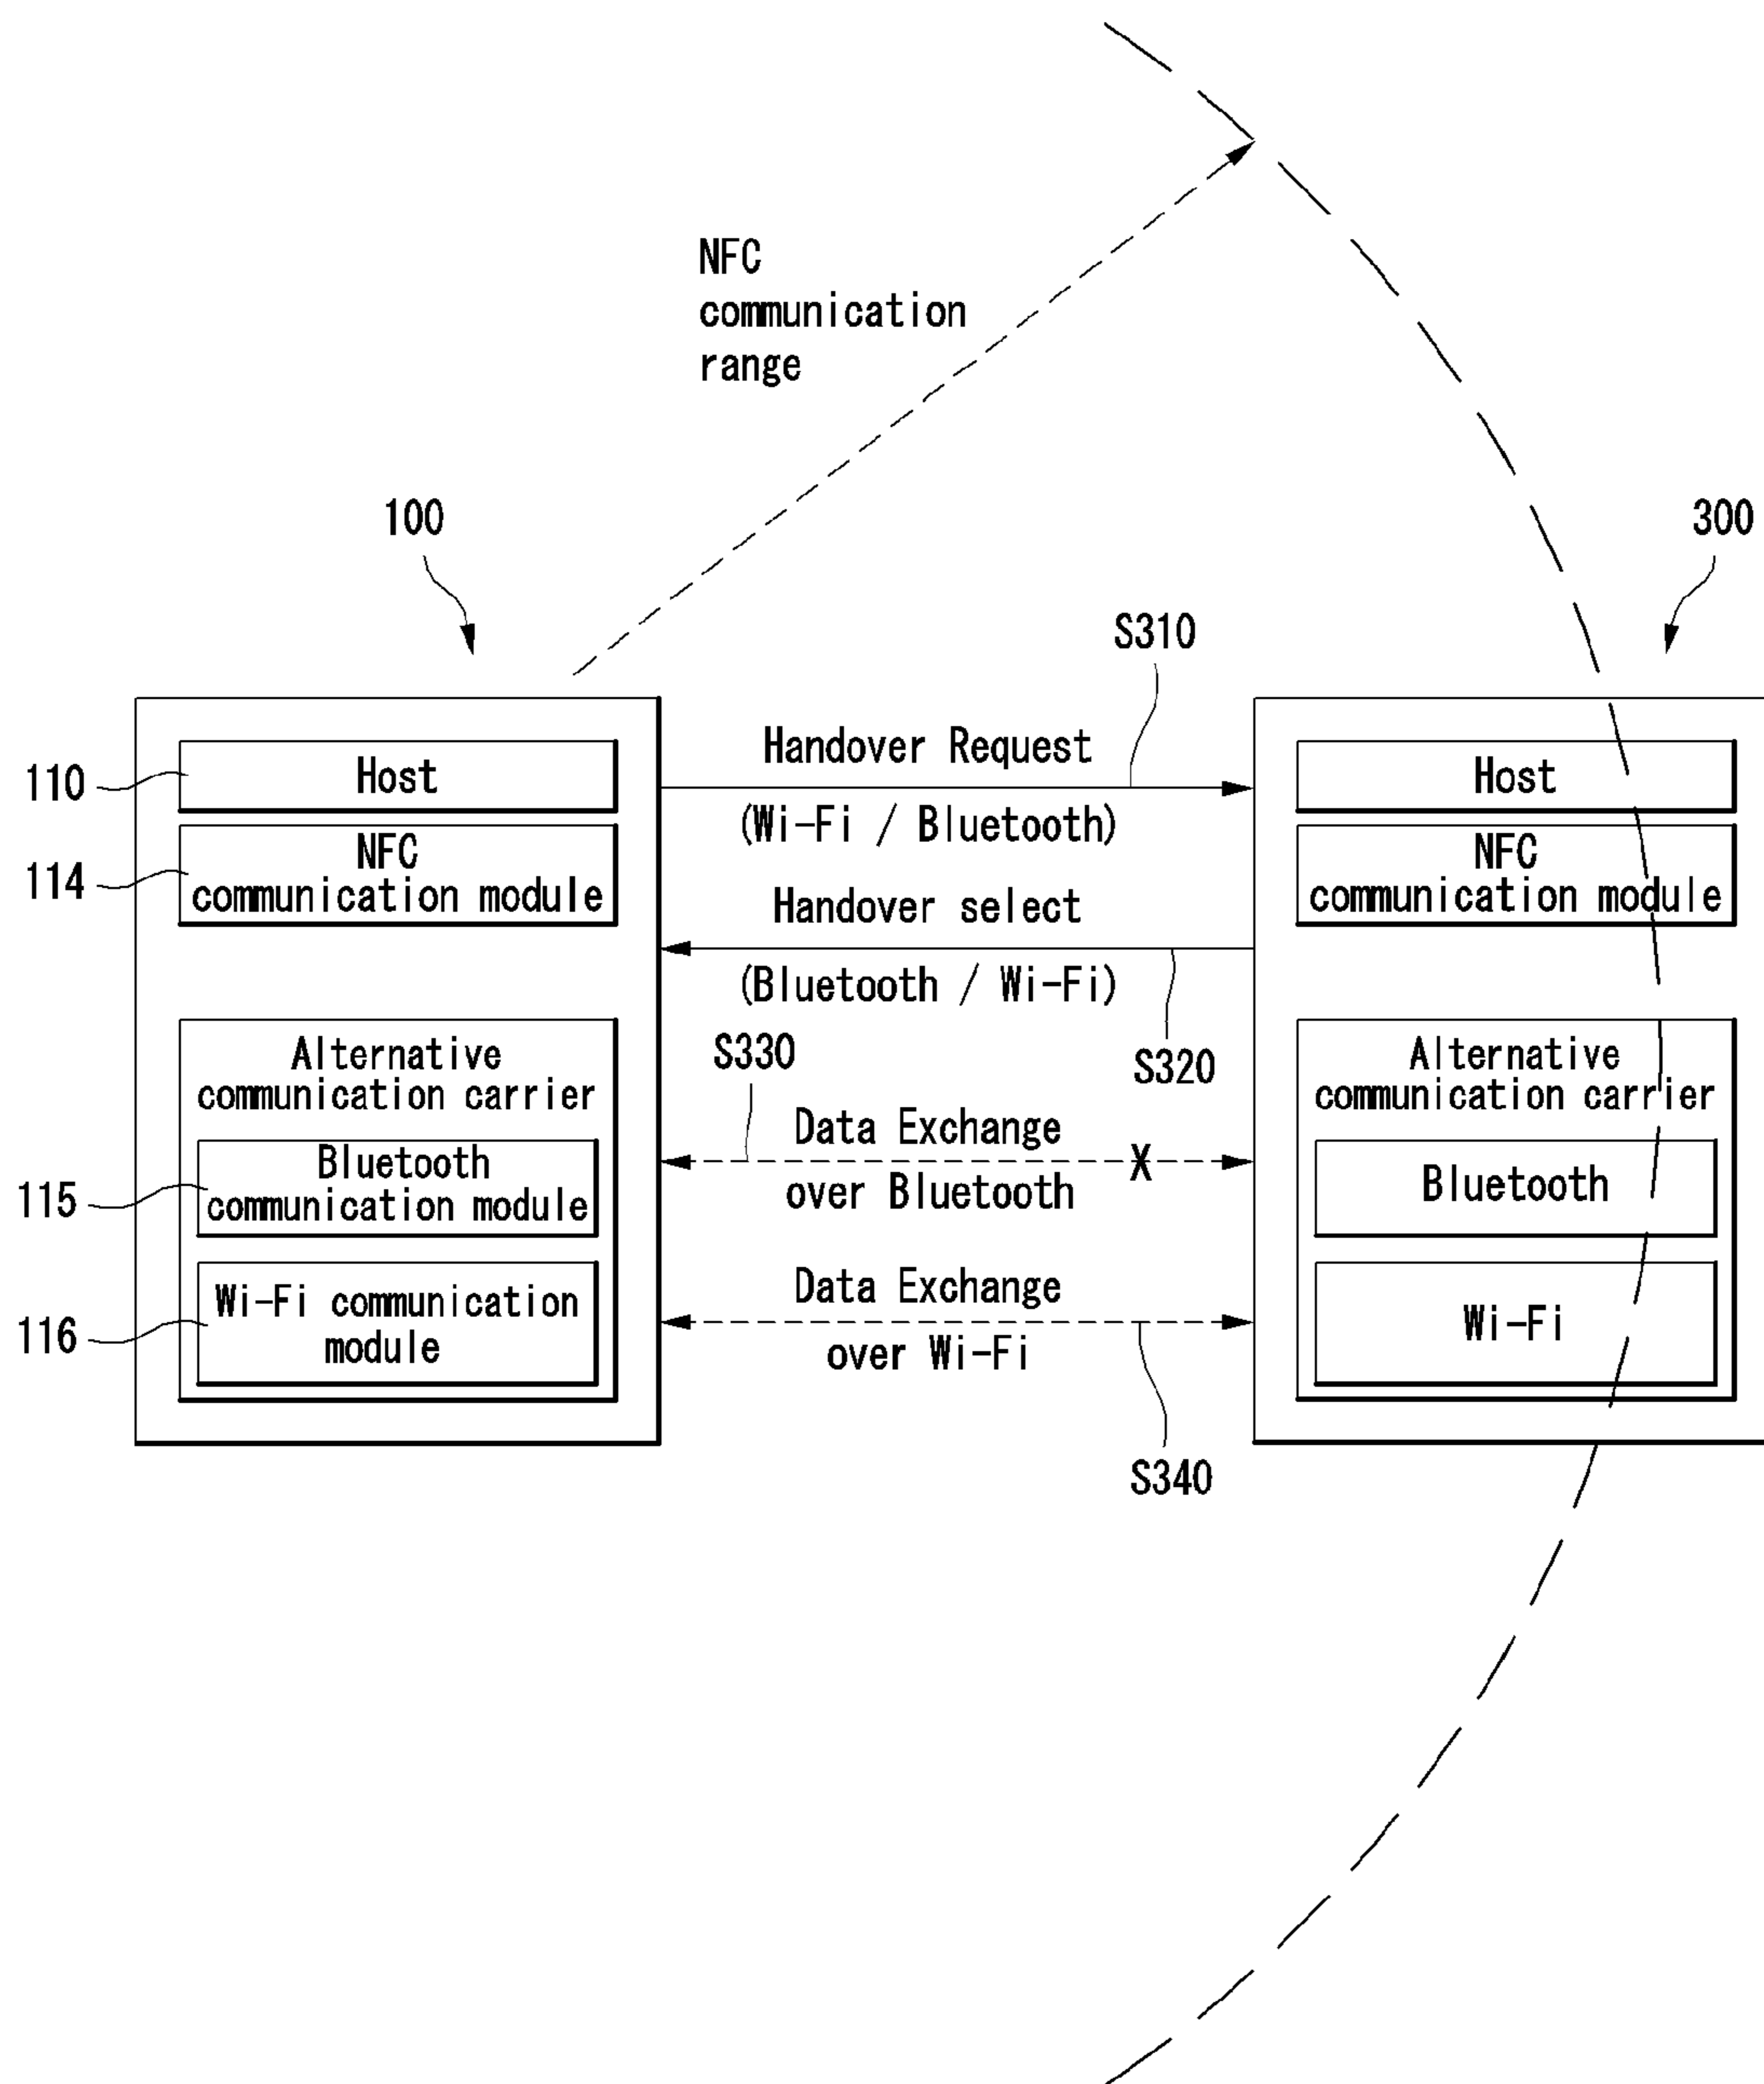 NFC
communication
range
100
300
S310
110
Host
Handover Request
Host
(Wi-Fi / Bluetooth)
114
NFC
communication module
NFC
communication module
Handover select
(Bluetooth / Wi-Fi)
S330
S320
Alternative
communication carrier
Alternative
communication carrier
Data Exchange
X
over Bluetooth
115
Bluetooth
communication module
Bluetooth
Data Exchange
over Wi-Fi
116
Wi-Fi communication
module
Wi-Fi
S340